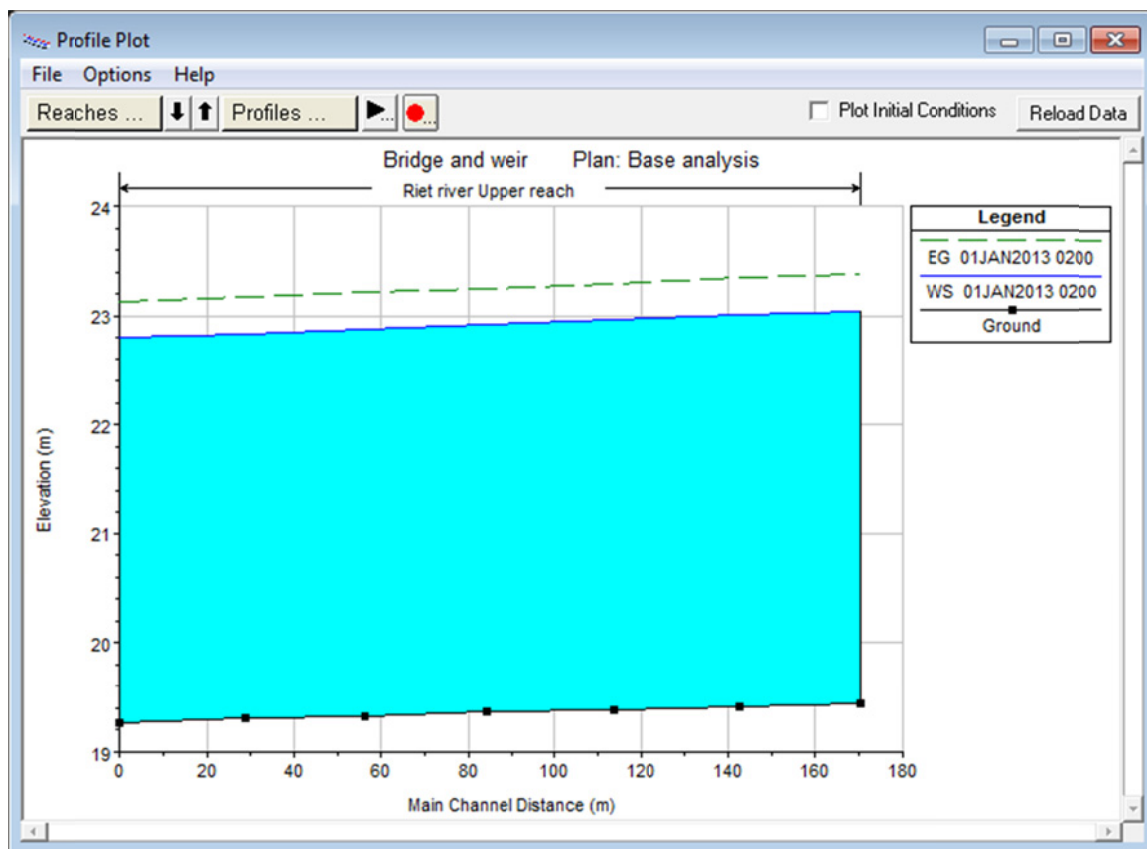 Profile Plot
File Options Help
Reaches ... Profiles ... Plot Initial Conditions Reload Data
Bridge and weir Plan: Base analysis
Riet river Upper reach
24
23
22
21
20
19
Elevation (m)
0 20 40 60 80 100 120 140 160 180
Main Channel Distance (m)
Legend
EG 01JAN2013 0200
WS 01JAN2013 0200
Ground